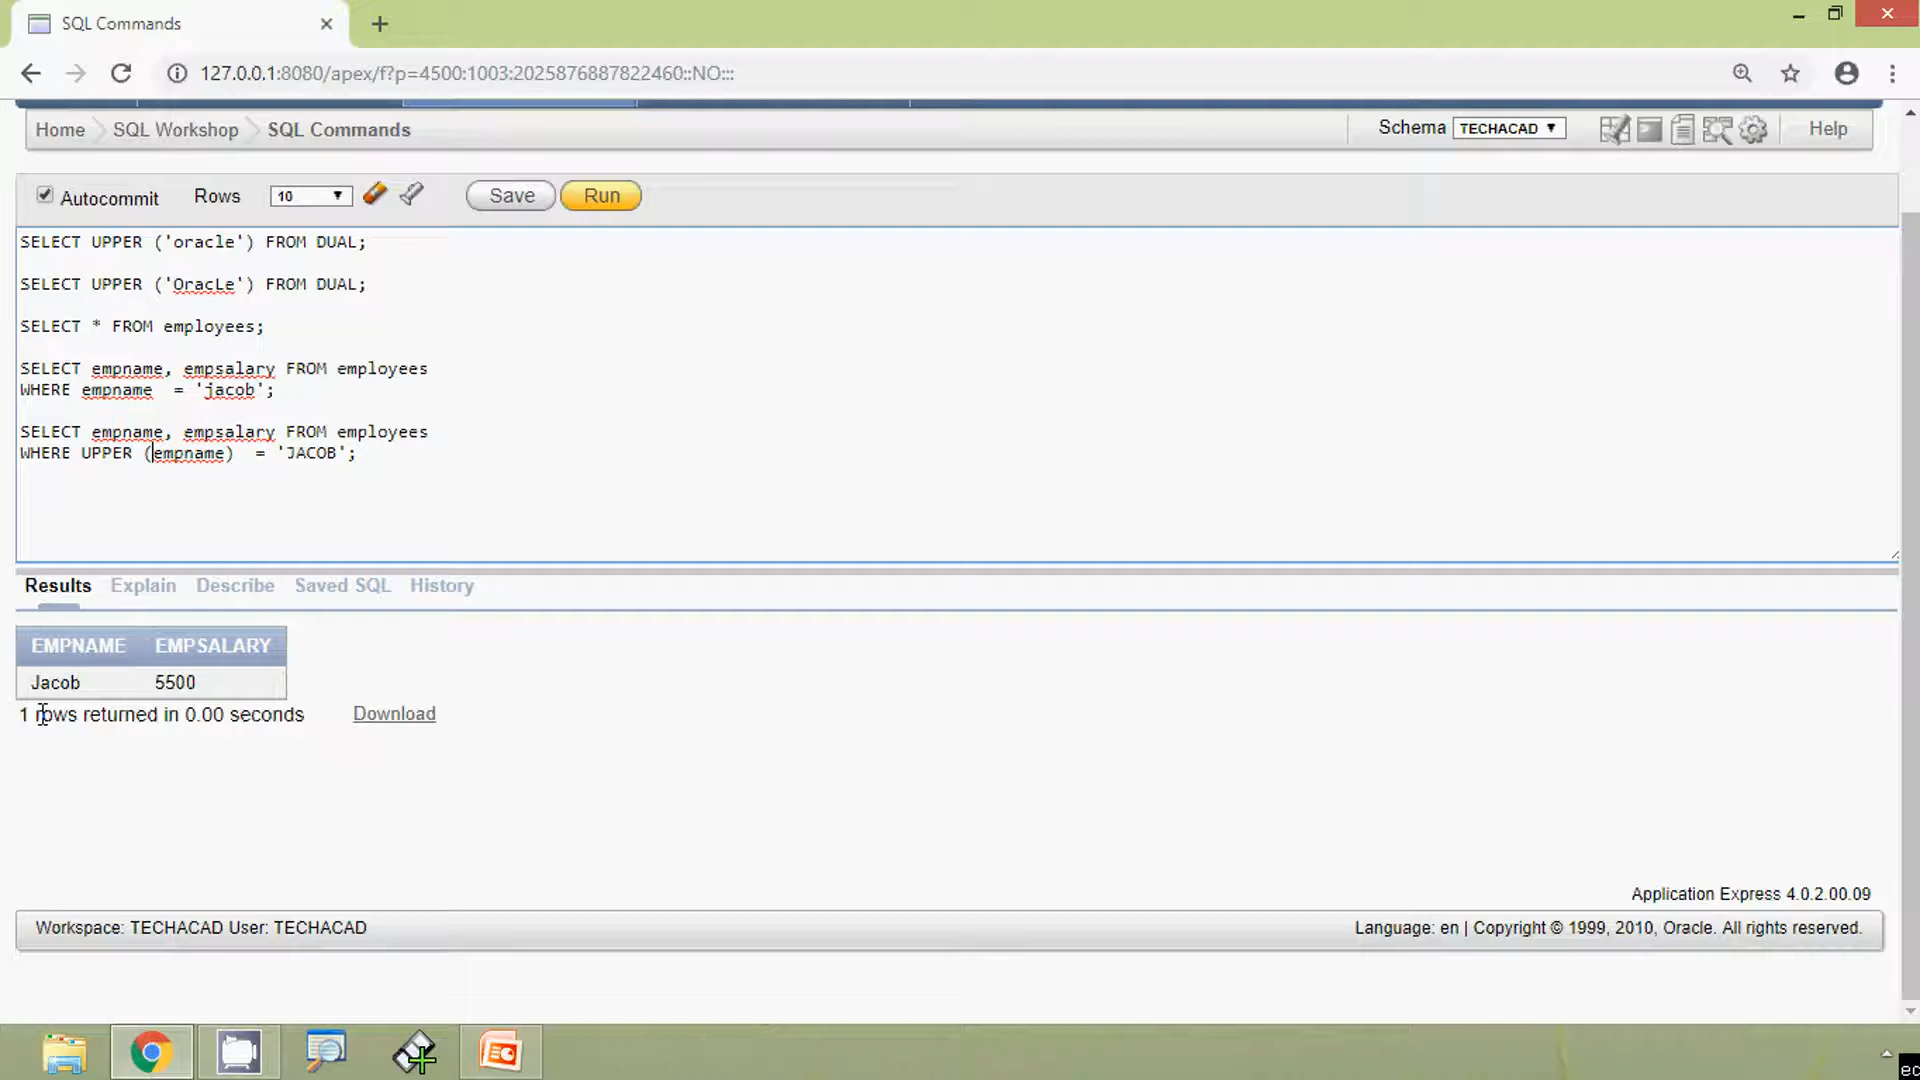 SQL Commands
127.0.0.1:8080/apex/f?p=4500:1003:2025876887822460::NO:::
Home SQL Workshop SQL Commands Schema TECHACAD Help
Autocommit Rows 10 Save Run
SELECT UPPER ('oracle') FROM DUAL;
SELECT UPPER ('OracLe') FROM DUAL;
SELECT * FROM employees;
SELECT empname, empsalary FROM employees
WHERE empname  = 'jacob';
SELECT empname, empsalary FROM employees
WHERE UPPER (empname)  = 'JACOB';
Results Explain Describe Saved SQL History
EMPNAME EMPSALARY
Jacob 5500
1 rows returned in 0.00 seconds Download
Application Express 4.0.2.00.09
Workspace: TECHACAD User: TECHACAD Language: en | Copyright © 1999, 2010, Oracle. All rights reserved.
ec